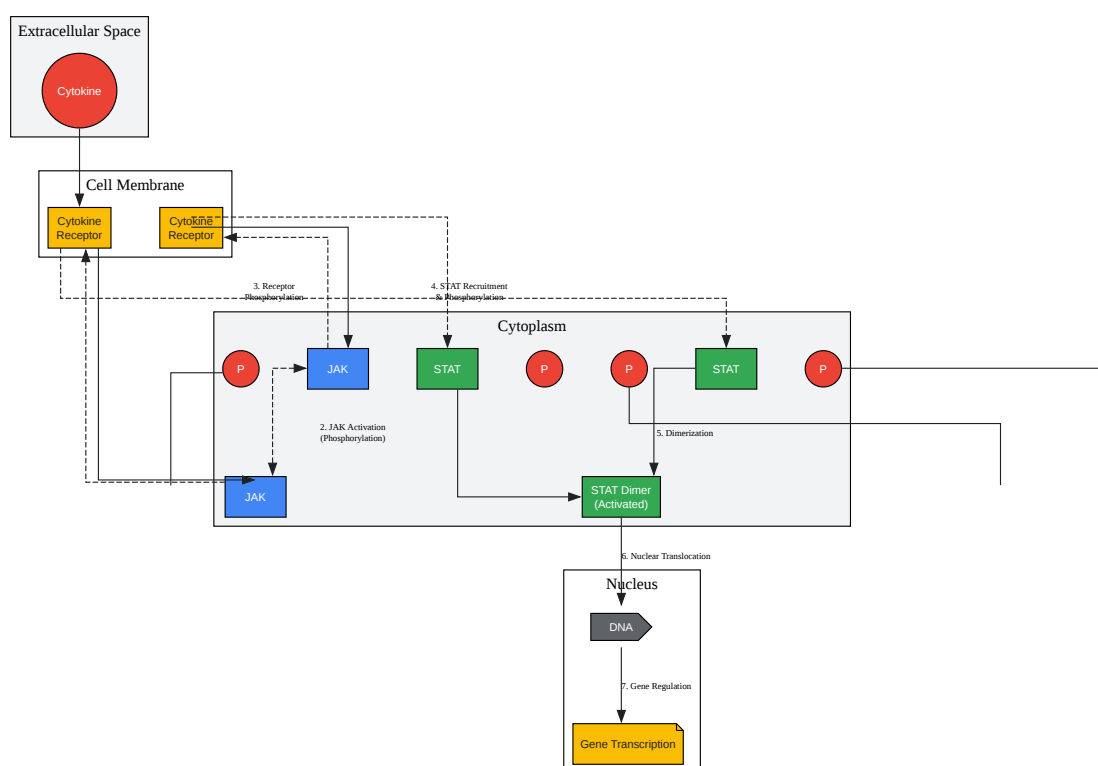 Extracellular Space
Cytokine
Cell Membrane
Cytokine
Receptor
Cytokine
Receptor
3. Receptor
Phosphorylation
4. STAT Recruitment
& Phosphorylation
Cytoplasm
P
JAK
STAT
P
P
STAT
P
2. JAK Activation
(Phosphorylation)
5. Dimerization
JAK
STAT Dimer
(Activated)
6. Nuclear Translocation
Nucleus
DNA
7. Gene Regulation
Gene Transcription